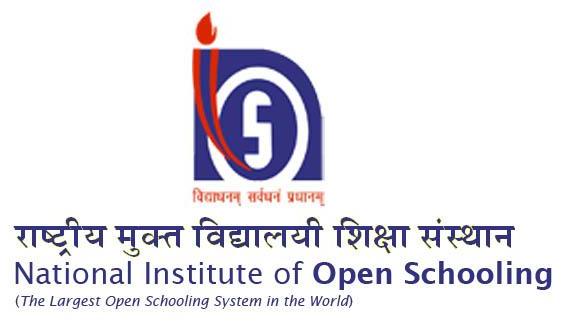 विद्याधनम् सर्वधनं प्रधानम्
राष्ट्रीय मुक्त विद्यालयी शिक्षा संस्थान
National Institute of Open Schooling
(The Largest Open Schooling System in the World)